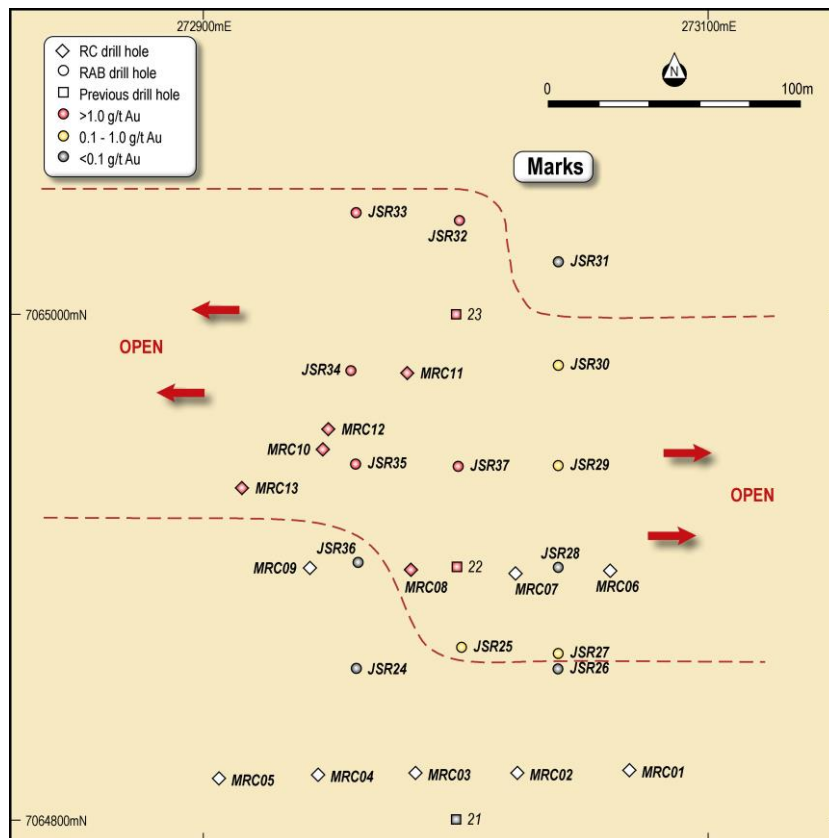 272900mE
273100mE
RC drill hole
RAB drill hole
Previous drill hole
>1.0 g/t Au
0.1 - 1.0 g/t Au
<0.1 g/t Au
N
0
100m
Marks
JSR33
JSR32
JSR31
7065000mN
23
OPEN
JSR34
MRC11
JSR30
MRC12
MRC10
JSR35
JSR37
JSR29
MRC13
OPEN
JSR36
JSR28
MRC09
MRC08
22
MRC07
MRC06
JSR25
JSR27
JSR24
JSR26
MRC05
MRC04
MRC03
MRC02
MRC01
7064800mN
21